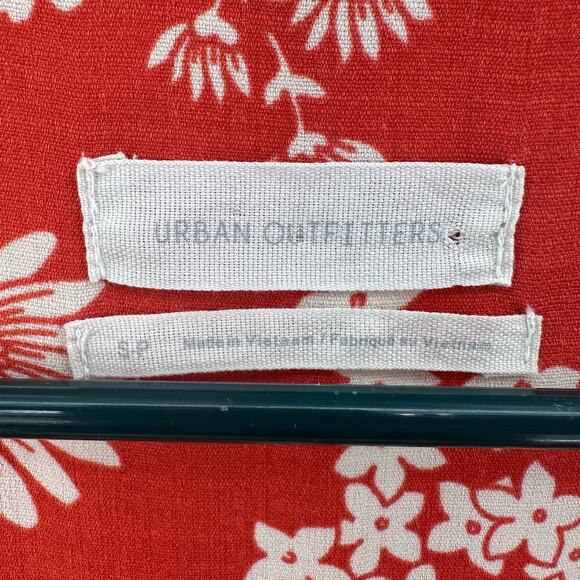 URBAN OUTFITTERS
S-P Made in Vietnam / Fabriqué au Vietnam